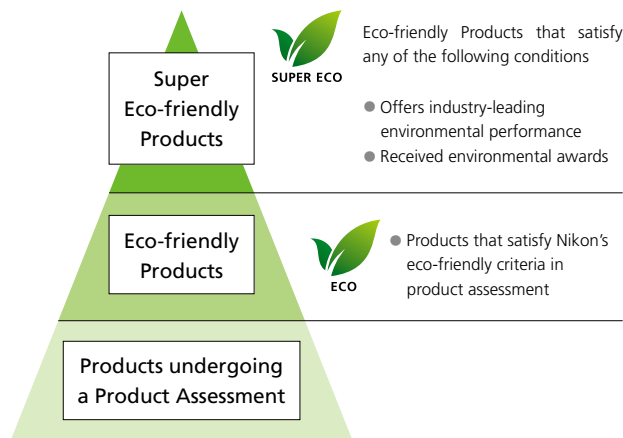 Super
Eco-friendly
Products
SUPER ECO
Eco-friendly Products that satisfy
any of the following conditions
● Offers industry-leading
environmental performance
● Received environmental awards
Eco-friendly
Products
ECO
● Products that satisfy Nikon’s
eco-friendly criteria in
product assessment
Products undergoing
a Product Assessment